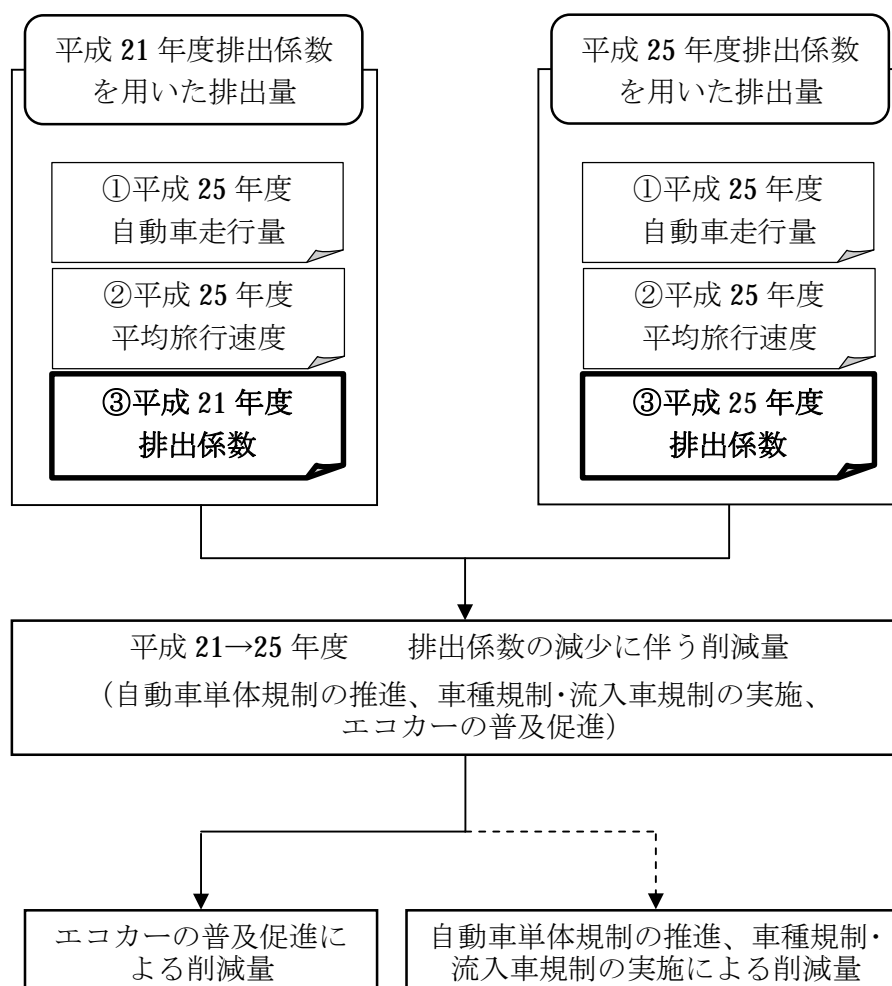 平成 21 年度排出係数
を用いた排出量
①平成 25 年度
自動車走行量
②平成 25 年度
平均旅行速度
③平成 21 年度
排出係数
平成 25 年度排出係数
を用いた排出量
①平成 25 年度
自動車走行量
②平成 25 年度
平均旅行速度
③平成 25 年度
排出係数
平成 21→25 年度　　排出係数の減少に伴う削減量
（自動車単体規制の推進、車種規制・流入車規制の実施、
エコカーの普及促進）
エコカーの普及促進に
よる削減量
自動車単体規制の推進、車種規制・
流入車規制の実施による削減量